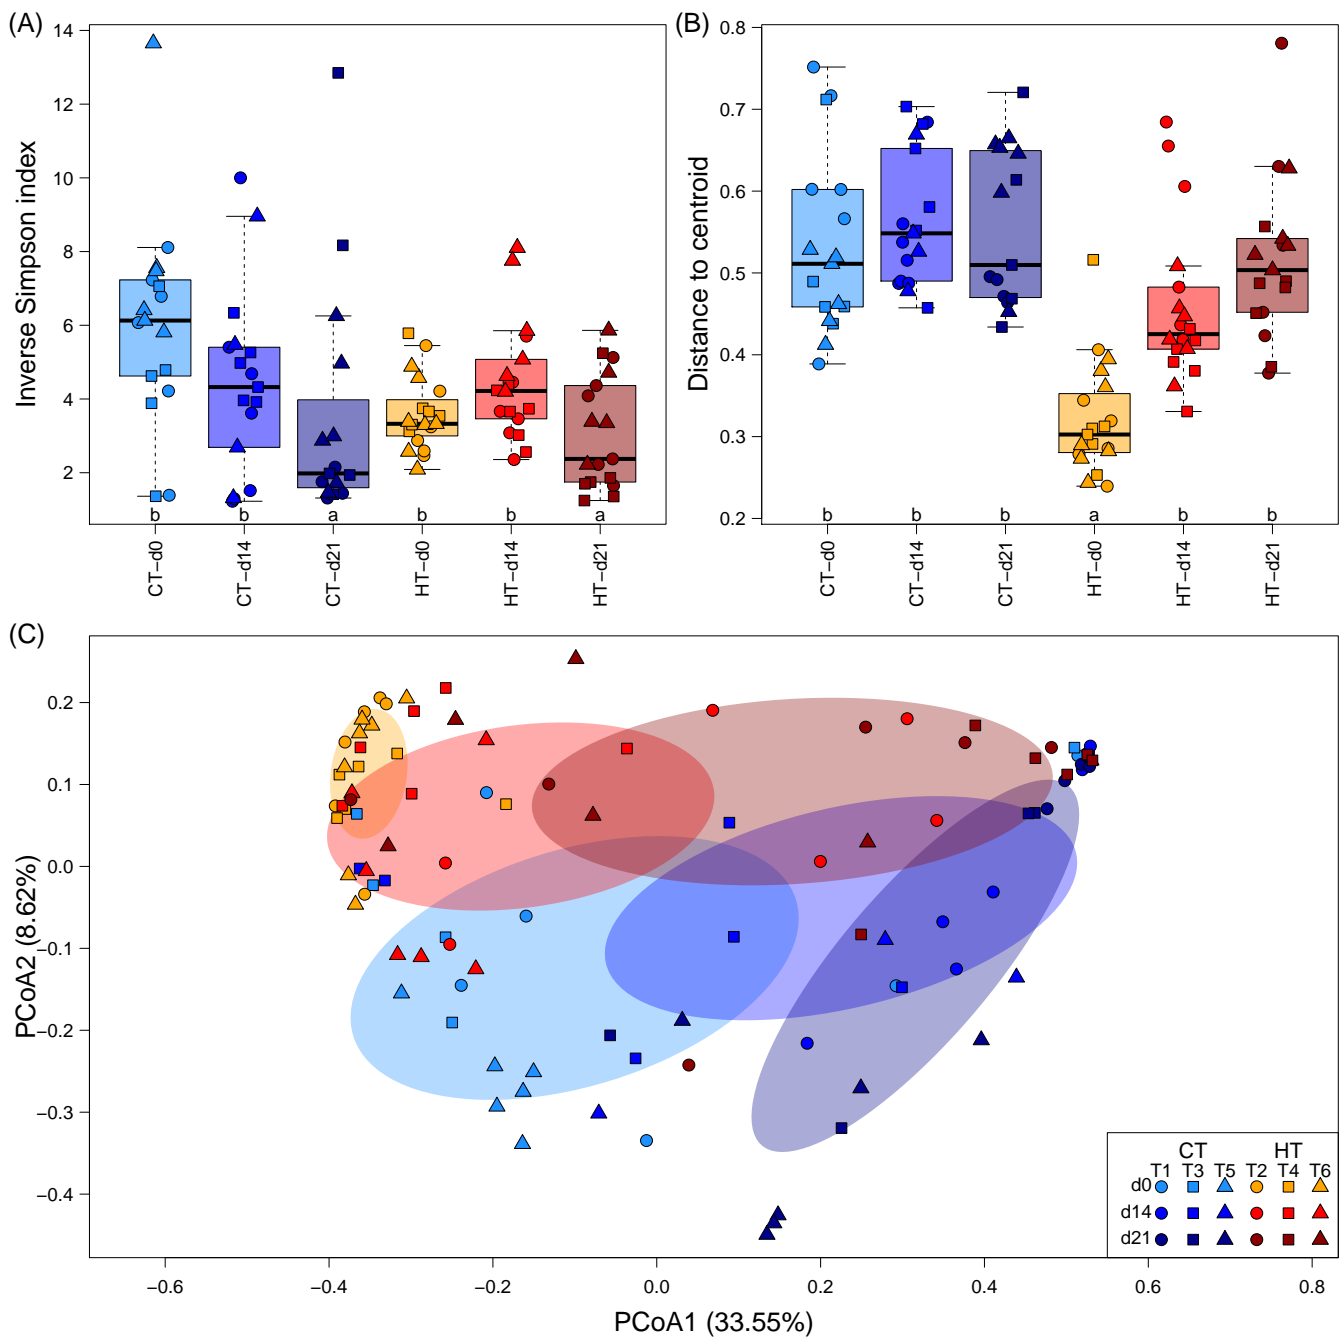 (A)
Inverse Simpson index
14
12
10
8
6
4
2
b b a b b a
CT−d0 CT−d14 CT−d21 HT−d0 HT−d14 HT−d21
(B)
Distance to centroid
0.8
0.7
0.6
0.5
0.4
0.3
0.2
b b b a b b
CT−d0 CT−d14 CT−d21 HT−d0 HT−d14 HT−d21
(C)
PCoA2 (8.62%)
0.2
0.1
0.0
−0.1
−0.2
−0.3
−0.4
−0.6 −0.4 −0.2 0.0 0.2 0.4 0.6 0.8
PCoA1 (33.55%)
CT HT
T1 T3 T5 T2 T4 T6
d0
d14
d21